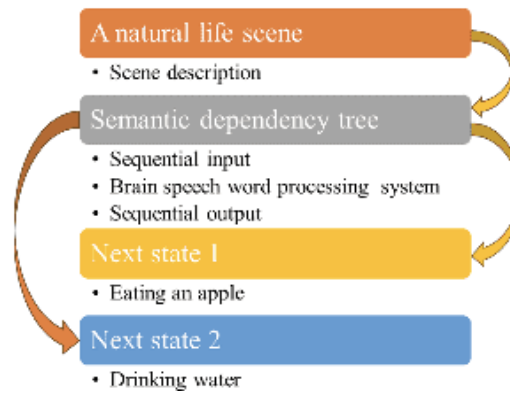 A natural life scene
• Scene description
Semantic dependency tree
• Sequential input
• Brain speech word processing system
• Sequential output
Next state 1
• Eating an apple
Next state 2
• Drinking water